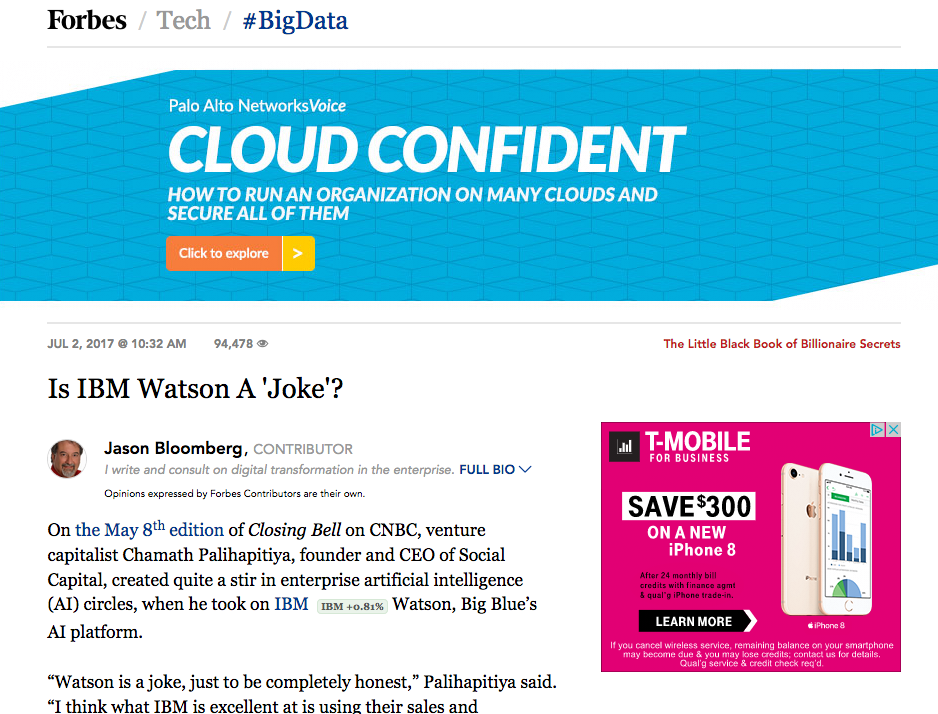 Forbes / Tech / #BigData
Palo Alto NetworksVoice
CLOUD CONFIDENT
HOW TO RUN AN ORGANIZATION ON MANY CLOUDS AND
SECURE ALL OF THEM
Click to explore >
JUL 2, 2017 @ 10:32 AM 94,478
The Little Black Book of Billionaire Secrets
Is IBM Watson A 'Joke'?
Jason Bloomberg, CONTRIBUTOR
I write and consult on digital transformation in the enterprise. FULL BIO
Opinions expressed by Forbes Contributors are their own.
On the May 8th edition of Closing Bell on CNBC, venture
capitalist Chamath Palihapitiya, founder and CEO of Social
Capital, created quite a stir in enterprise artificial intelligence
(AI) circles, when he took on IBM IBM +0.81% Watson, Big Blue’s
AI platform.
“Watson is a joke, just to be completely honest,” Palihapitiya said.
“I think what IBM is excellent at is using their sales and
T-MOBILE
FOR BUSINESS
SAVE $300
ON A NEW
iPhone 8
After 24 monthly bill
credits with finance agmt
& qual'g iPhone trade-in.
LEARN MORE
iPhone 8
If you cancel wireless service, remaining balance on your smartphone
may become due & you may lose credits; contact us for details.
Qual'g service & credit check req'd.